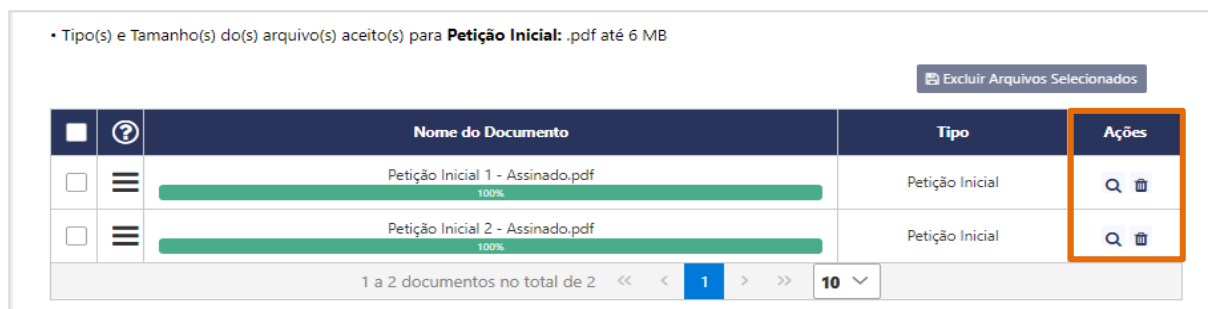 • Tipo(s) e Tamanho(s) do(s) arquivo(s) aceito(s) para Petição Inicial: .pdf até 6 MB
Excluir Arquivos Selecionados
? Nome do Documento Tipo Ações
Petição Inicial 1 - Assinado.pdf Petição Inicial
100%
Petição Inicial 2 - Assinado.pdf Petição Inicial
100%
1 a 2 documentos no total de 2 << < 1 > >> 10